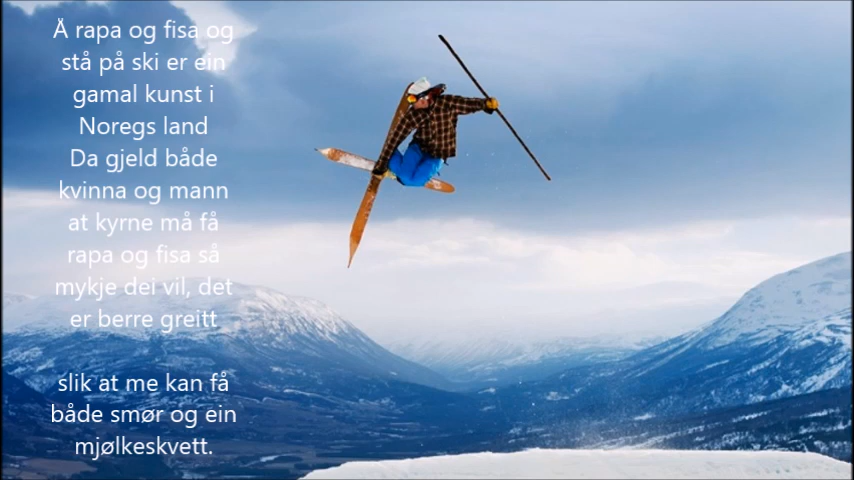 Å rapa og fisa og
stå på ski er ein
gamal kunst i
Noregs land
Da gjeld både
kvinna og mann
at kyrne må få
rapa og fisa så
mykje dei vil, det
er berre greitt
slik at me kan få
både smør og ein
mjølkeskvett.